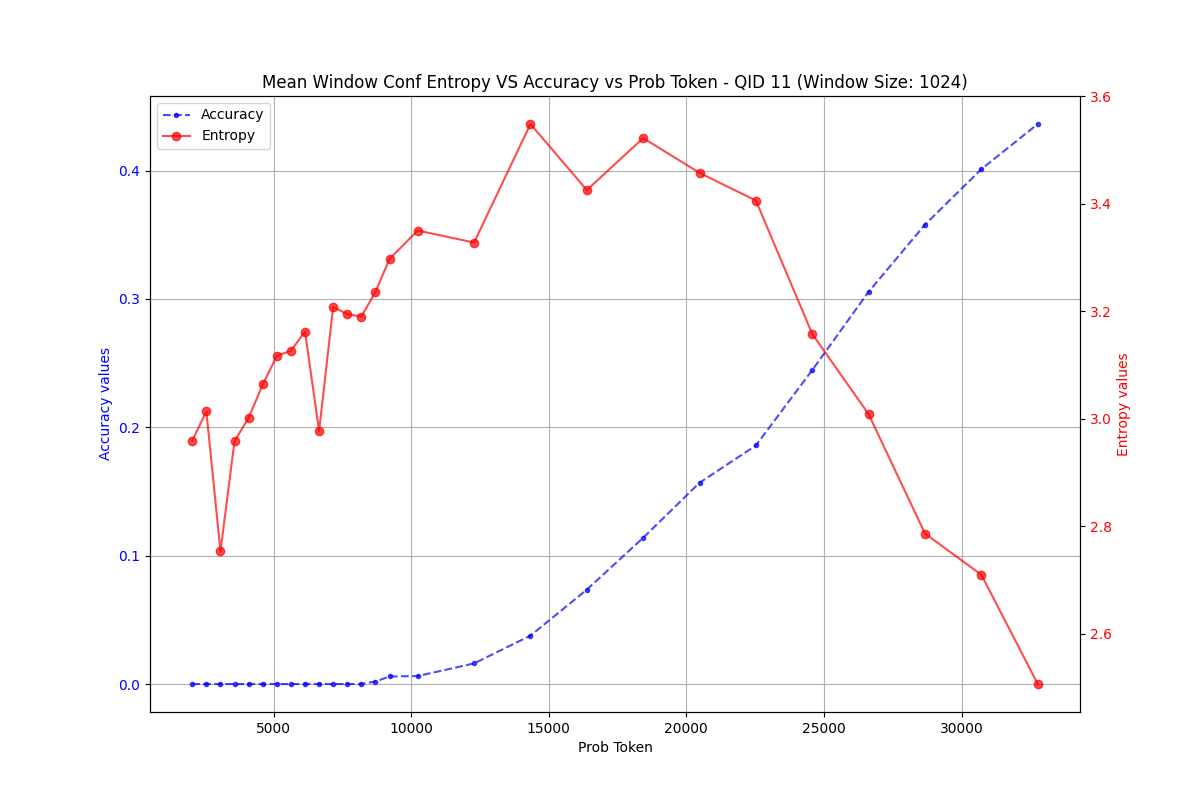 Mean Window Conf Entropy VS Accuracy vs Prob Token - QID 11 (Window Size: 1024)
Accuracy
Entropy
Accuracy values
0.4
0.3
0.2
0.1
0.0
3.6
3.4
3.2
3.0
2.8
2.6
Entropy values
5000 10000 15000 20000 25000 30000
Prob Token